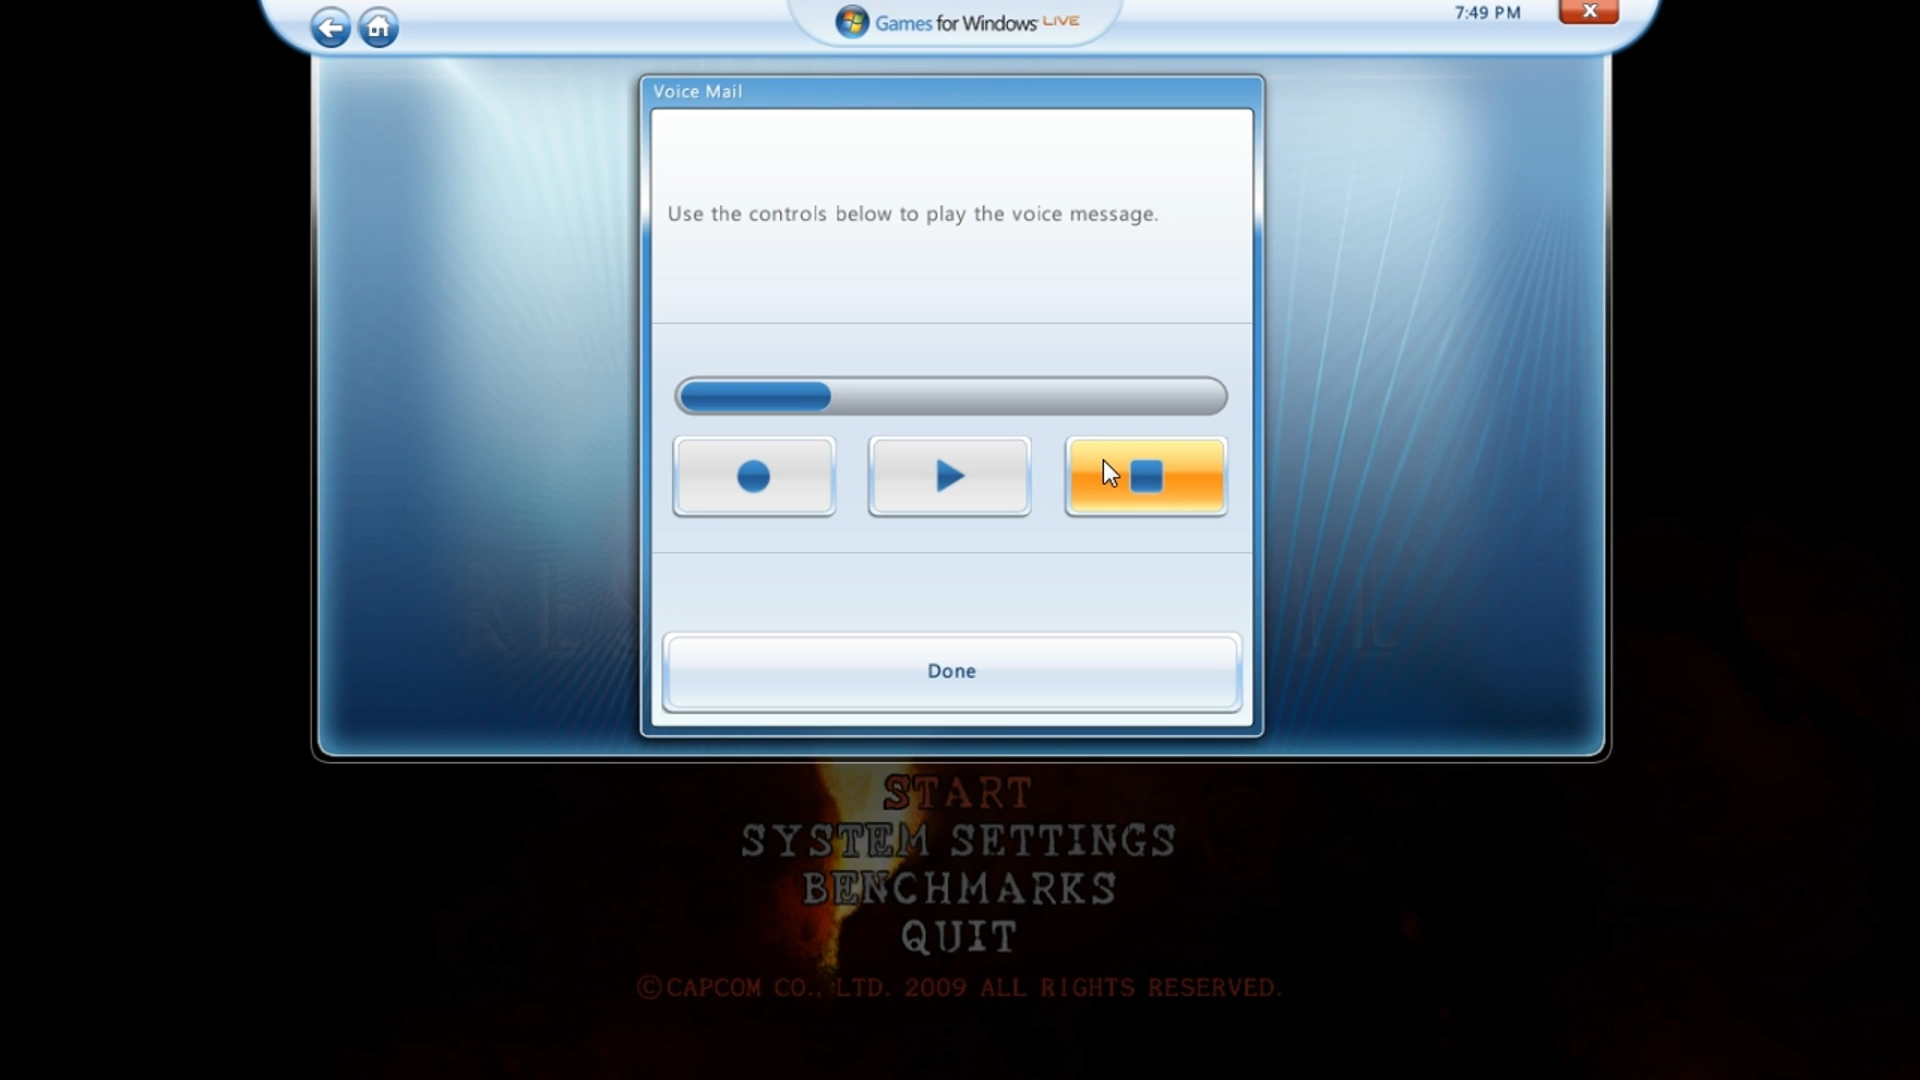 Games for Windows LIVE
7:49 PM
Voice Mail
Use the controls below to play the voice message.
Done
START
SYSTEM SETTINGS
BENCHMARKS
QUIT
©CAPCOM CO., LTD. 2009 ALL RIGHTS RESERVED.